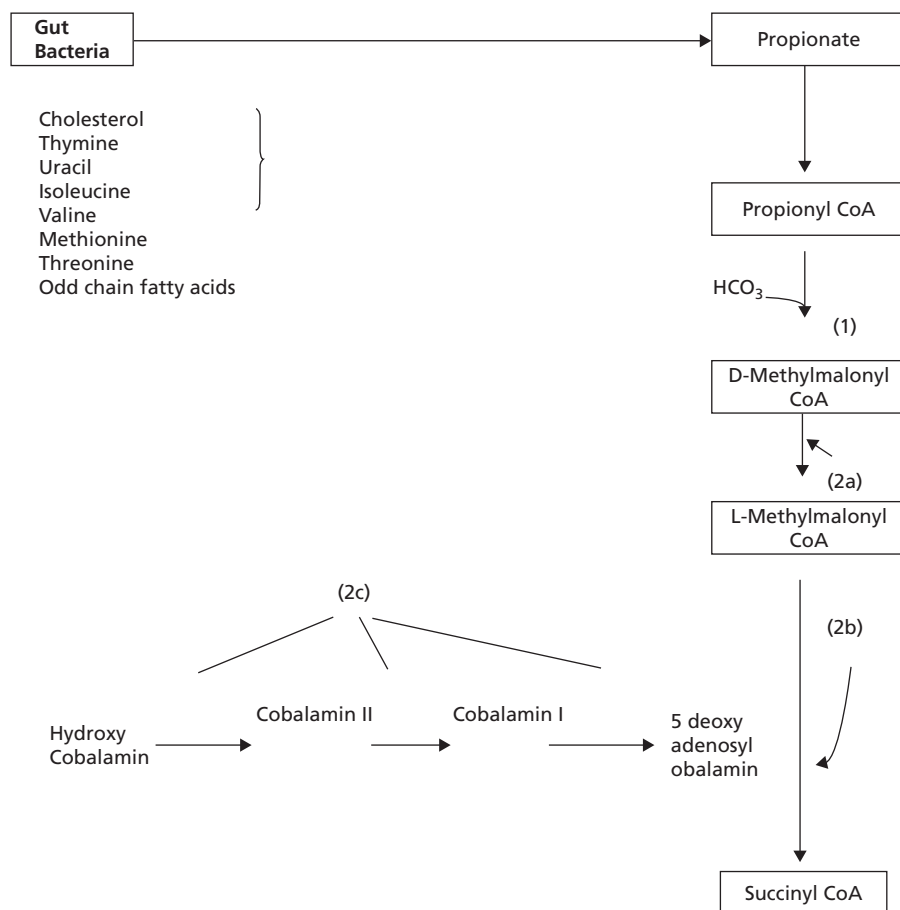 Gut
Bacteria
Propionate
Cholesterol
Thymine
Uracil
Isoleucine
Valine
Methionine
Threonine
Odd chain fatty acids
Propionyl CoA
HCO₃
(1)
D-Methylmalonyl
CoA
(2a)
L-Methylmalonyl
CoA
(2c)
(2b)
Hydroxy
Cobalamin
Cobalamin II
Cobalamin I
5 deoxy
adenosyl
obalamin
Succinyl CoA